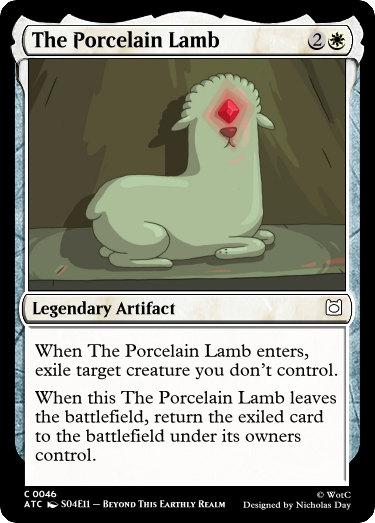 The Porcelain Lamb 2
Legendary Artifact
When The Porcelain Lamb enters,
exile target creature you don't control.
When this The Porcelain Lamb leaves
the battlefield, return the exiled card
to the battlefield under its owners
control.
C 0046
ATC S04E11 – Beyond This Earthly Realm
© WotC
Designed by Nicholas Day